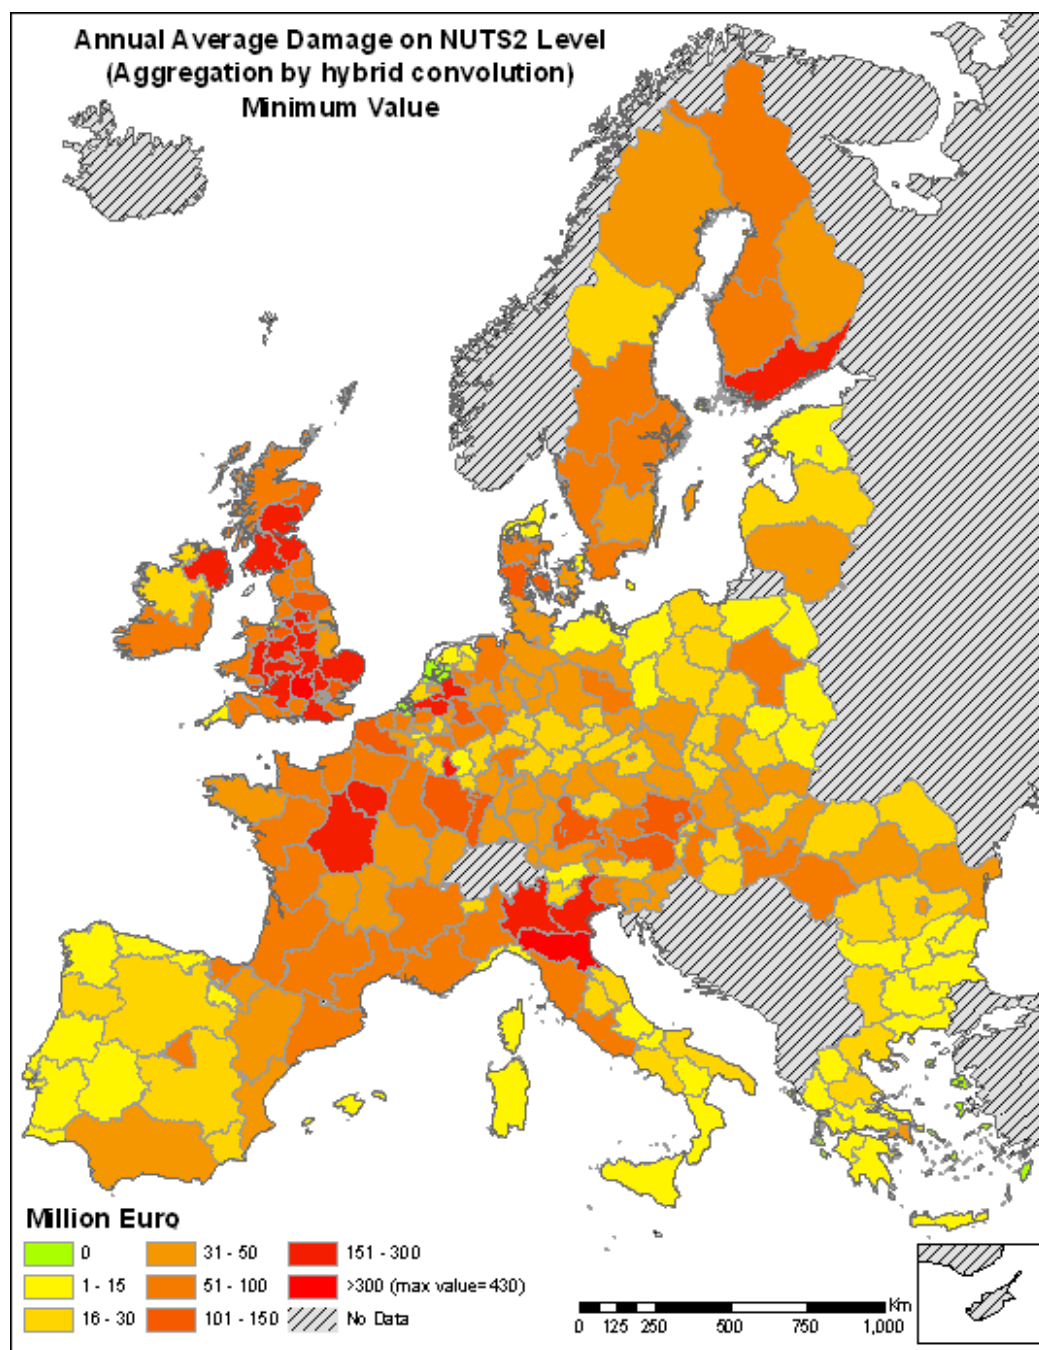 Annual Average Damage on NUTS2 Level
(Aggregation by hybrid convolution)
Minimum Value
Million Euro
0
1 - 15
16 - 30
31 - 50
51 - 100
101 - 150
151 - 300
>300 (max value=430)
No Data
Km
0 125 250 500 750 1,000